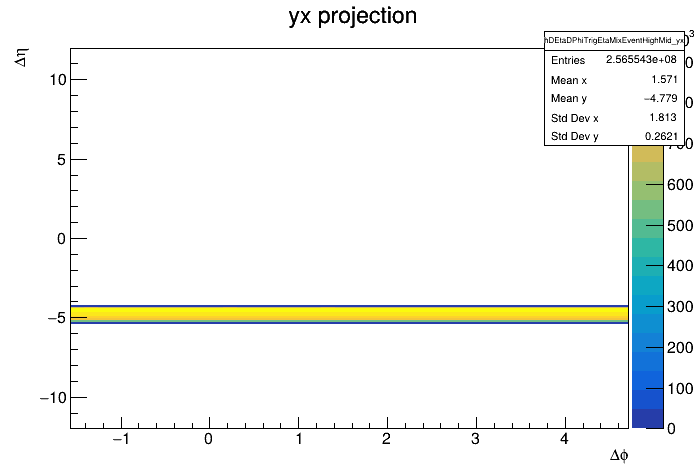 yx projection
hDEtaDPhiTrigEtaMixEventHighMid_yx
Entries 2.565543e+08
Mean x 1.571
Mean y −4.779
Std Dev x 1.813
Std Dev y 0.2621
Δη
10
5
0
−5
−10
−1 0 1 2 3 4
Δϕ
600
500
400
300
200
100
0